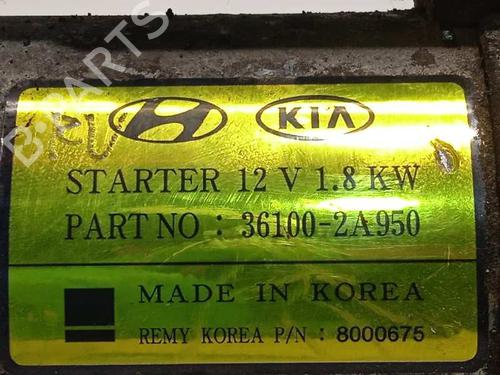 B-PARTS
KIA
STARTER 12 V 1.8 KW
PART NO : 36100-2A950
MADE IN KOREA
REMY KOREA P/N : 8000675